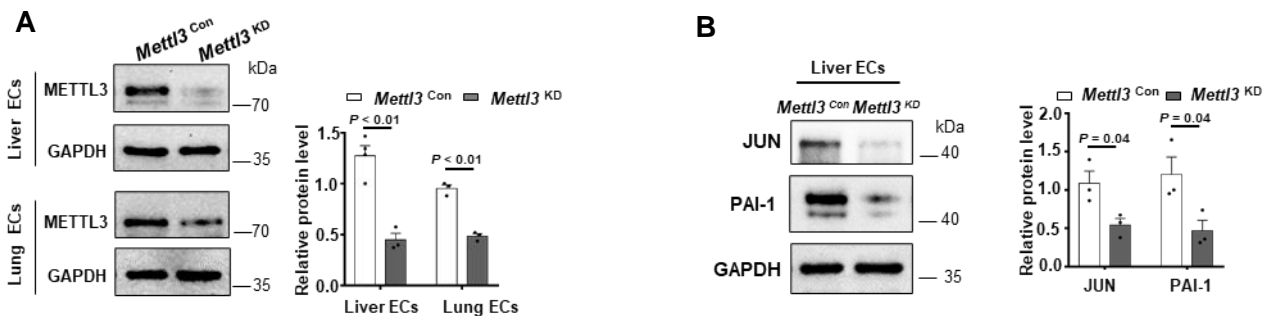 A
Mettl3 Con Mettl3 KD
kDa
Liver ECs
METTL3
—70
GAPDH
—35
Lung ECs
METTL3
—70
GAPDH
—35
Mettl3 Con Mettl3 KD
Relative protein level
1.5
1.0
0.5
0.0
P < 0.01
P < 0.01
Liver ECs Lung ECs
B
Liver ECs
Mettl3 Con Mettl3 KD
kDa
JUN
— 40
PAI-1
— 40
GAPDH
— 35
Mettl3 Con Mettl3 KD
Relative protein level
2.0
1.5
1.0
0.5
0.0
P = 0.04
P = 0.04
JUN PAI-1